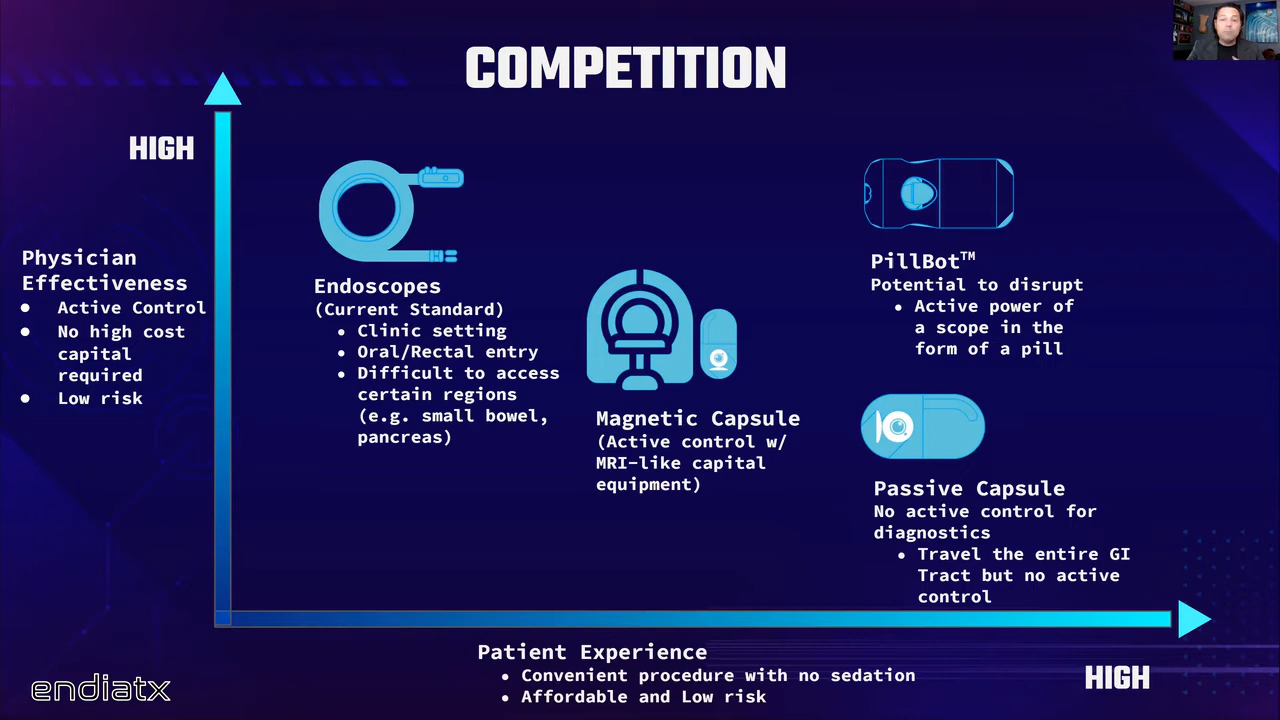 COMPETITION
HIGH
Physician
Effectiveness
● Active Control
● No high cost
capital
required
● Low risk
Endoscopes
(Current Standard)
• Clinic setting
• Oral/Rectal entry
• Difficult to access
certain regions
(e.g. small bowel,
pancreas)
Magnetic Capsule
(Active control w/
MRI-like capital
equipment)
PillBot™
Potential to disrupt
• Active power of
a scope in the
form of a pill
Passive Capsule
No active control for
diagnostics
• Travel the entire GI
Tract but no active
control
Patient Experience
• Convenient procedure with no sedation
• Affordable and Low risk
HIGH
endiatx